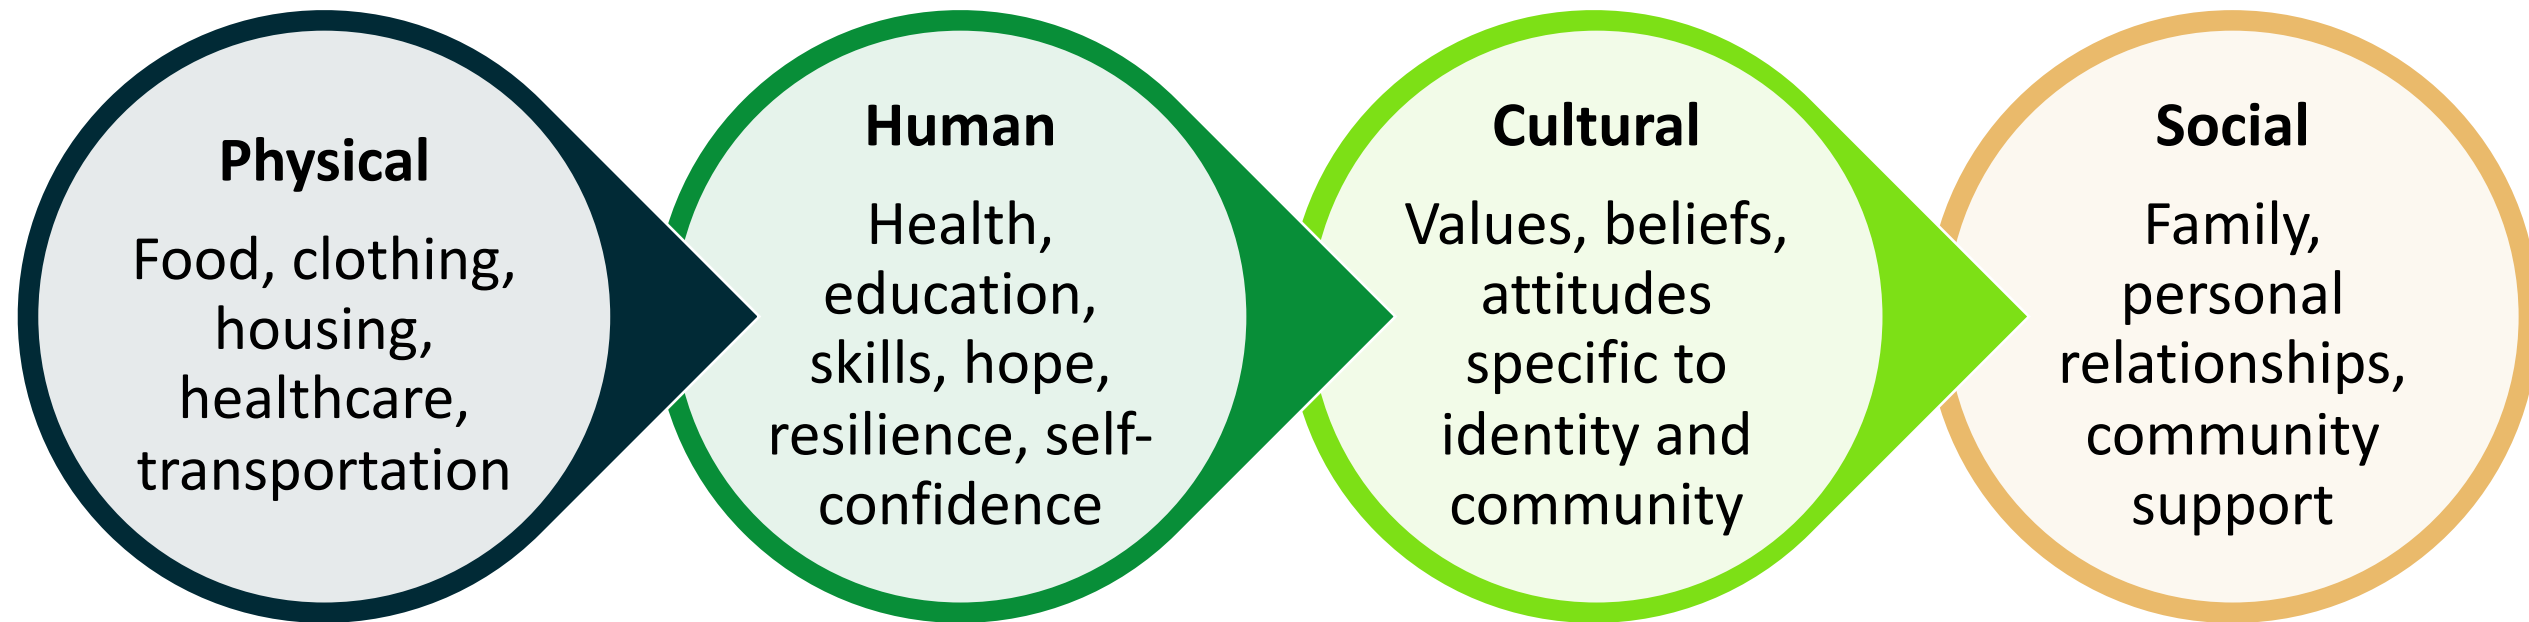 Physical
Food, clothing,
housing,
healthcare,
transportation
Human
Health,
education,
skills, hope,
resilience, self-
confidence
Cultural
Values, beliefs,
attitudes
specific to
identity and
community
Social
Family,
personal
relationships,
community
support